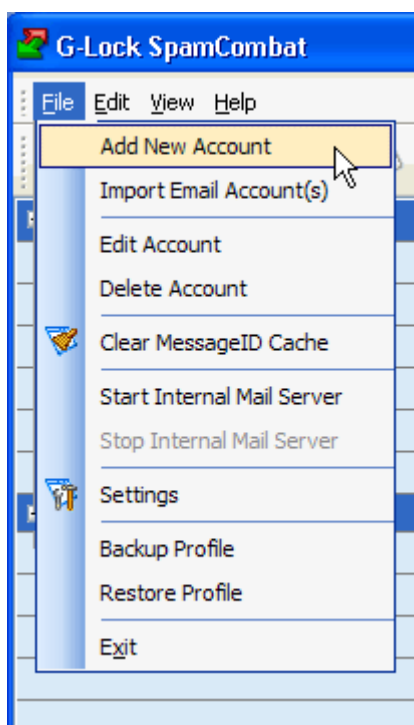 G-Lock SpamCombat
File Edit View Help
Add New Account
Import Email Account(s)
Edit Account
Delete Account
Clear MessageID Cache
Start Internal Mail Server
Stop Internal Mail Server
Settings
Backup Profile
Restore Profile
Exit